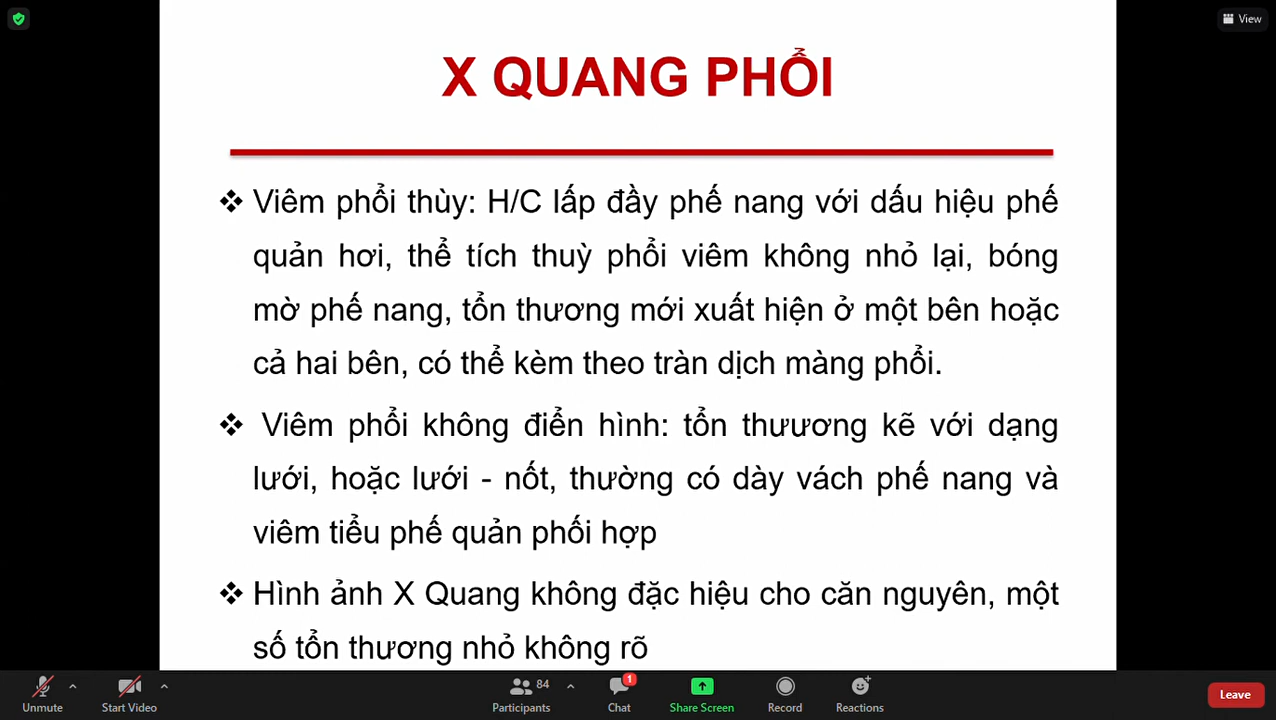 View
X QUANG PHỔI
❖ Viêm phổi thùy: H/C lấp đầy phế nang với dấu hiệu phế
quản hơi, thể tích thuỳ phổi viêm không nhỏ lại, bóng
mờ phế nang, tổn thương mới xuất hiện ở một bên hoặc
cả hai bên, có thể kèm theo tràn dịch màng phổi.
❖ Viêm phổi không điển hình: tổn thưương kẽ với dạng
lưới, hoặc lưới - nốt, thường có dày vách phế nang và
viêm tiểu phế quản phối hợp
❖ Hình ảnh X Quang không đặc hiệu cho căn nguyên, một
số tổn thương nhỏ không rõ
Unmute Start Video Participants 84 Chat 1 Share Screen Record Reactions Leave